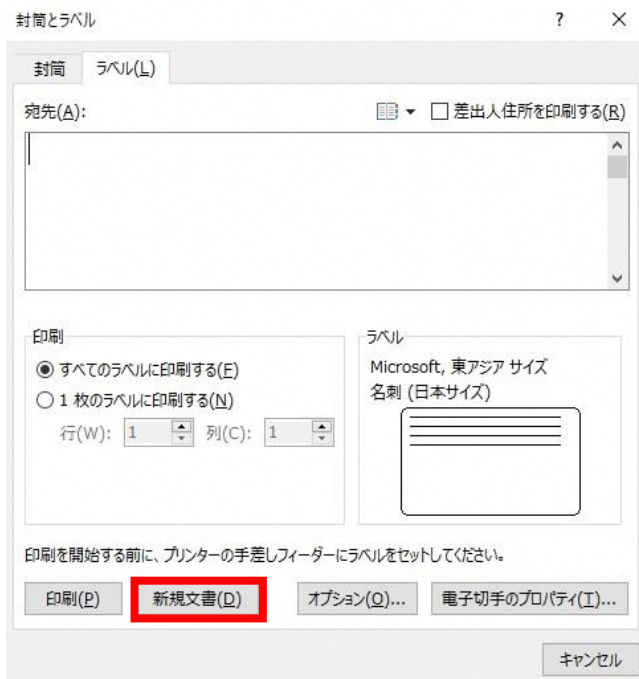 封筒とラベル ? ×
封筒 ラベル(L)
宛先(A): 差出人住所を印刷する(R)
印刷
すべてのラベルに印刷する(F)
1 枚のラベルに印刷する(N)
行(W): 1 列(C): 1
ラベル
Microsoft, 東アジア サイズ
名刺 (日本サイズ)
印刷を開始する前に、プリンターの手差しフィーダーにラベルをセットしてください。
印刷(P) 新規文書(D) オプション(O)... 電子切手のプロパティ(I)...
キャンセル